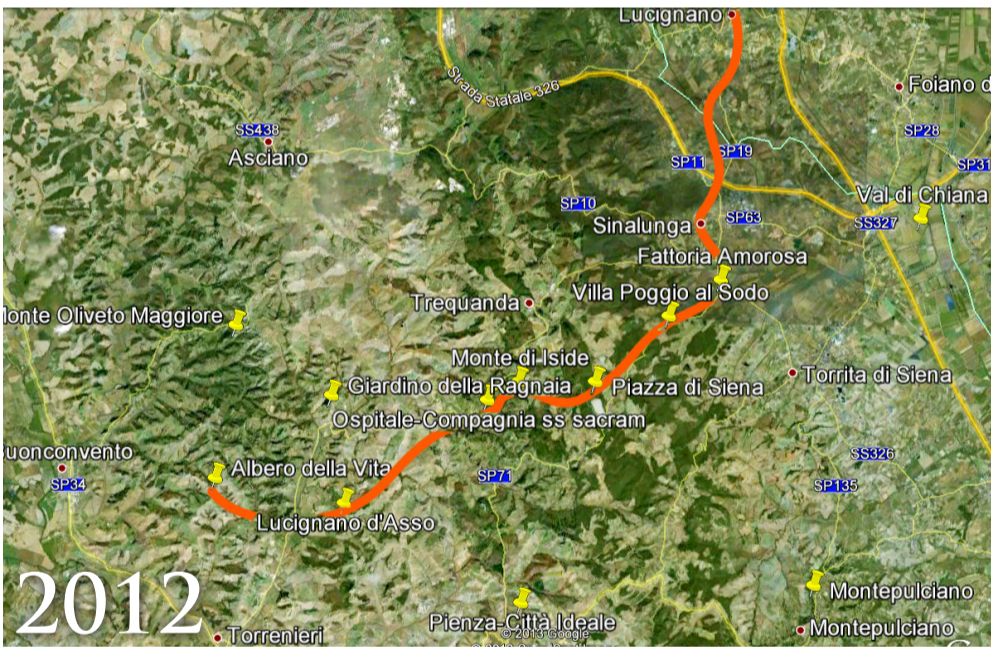 Lucignano
Strada Statale 326
Foiano d
SS438
SP28
Asciano
SP19
SP11
SP31
Val di Chiana
SP10
SP63
Sinalunga
SS327
Fattoria Amorosa
Villa Poggio al Sodo
Trequanda
onte Oliveto Maggiore
Monte di Iside
Torrita di Siena
Giardino della Ragnaia
Piazza di Siena
Ospitale-Compagnia ss sacram
uonconvento
SS326
Albero della Vita
SP34
SP71
SP135
Lucignano d'Asso
2012
Montepulciano
Pienza-Città Ideale
Montepulciano
Torrenieri
© 2013 Google